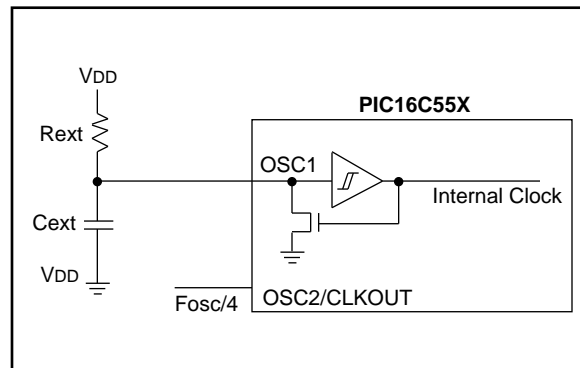 VDD
PIC16C55X
Rext
OSC1
Internal Clock
Cext
VDD
Fosc/4
OSC2/CLKOUT